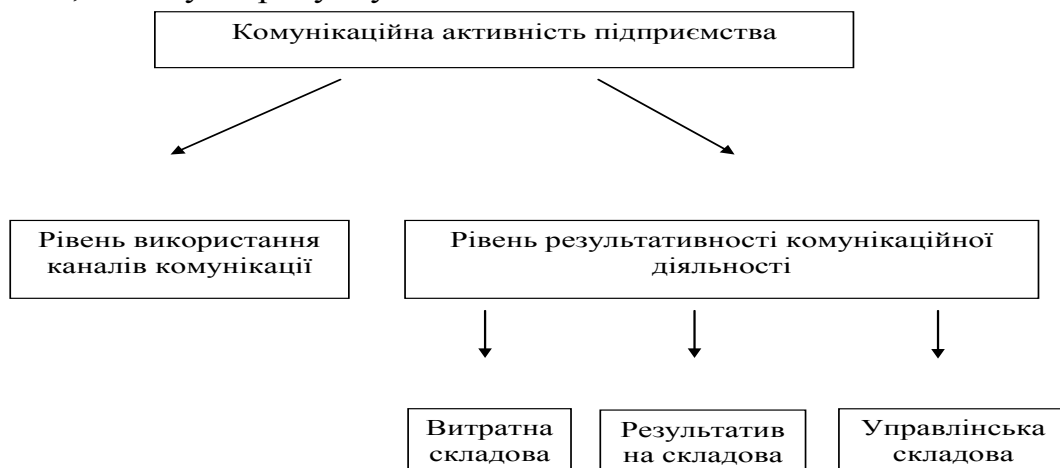 Комунікаційна активність підприємства
Рівень використання
каналів комунікації
Рівень результативності комунікаційної
діяльності
Витратна
складова
Результатив
на складова
Управлінська
складова